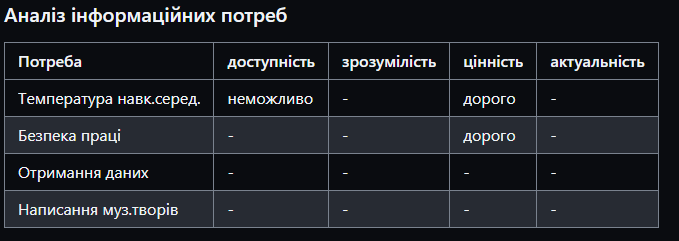 Аналіз інформаційних потреб
Потреба доступність зрозумілість цінність актуальність
Температура навк.серед. неможливо - дорого -
Безпека праці - - дорого -
Отримання даних - - - -
Написання муз.творів - - - -